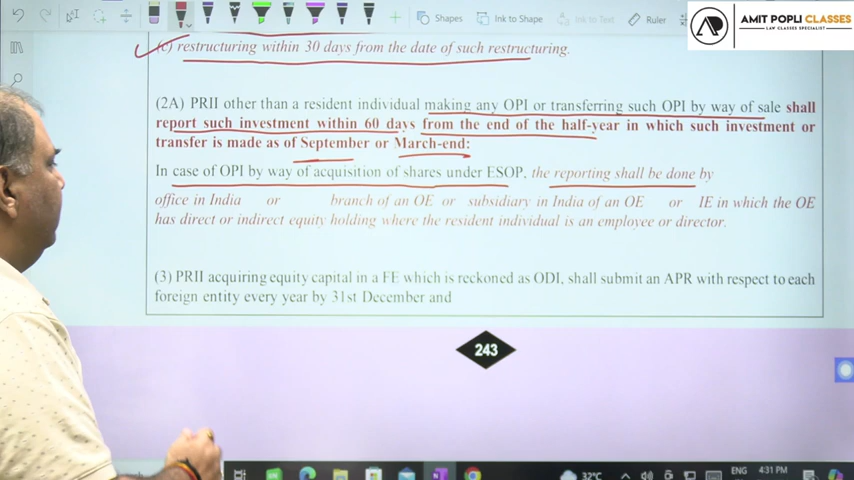 Shapes
Ink to Shape
Ink to Text
Ruler
AMIT POPLI CLASSES
LAW CLASSES SPECIALIST
(c) restructuring within 30 days from the date of such restructuring.
(2A) PRII other than a resident individual making any OPI or transferring such OPI by way of sale shall
report such investment within 60 days from the end of the half-year in which such investment or
transfer is made as of September or March-end:
In case of OPI by way of acquisition of shares under ESOP, the reporting shall be done by
office in India or branch of an OE or subsidiary in India of an OE or IE in which the OE
has direct or indirect equity holding where the resident individual is an employee or director.
(3) PRII acquiring equity capital in a FE which is reckoned as ODI, shall submit an APR with respect to each
foreign entity every year by 31st December and
243
32°C
ENG
4:31 PM